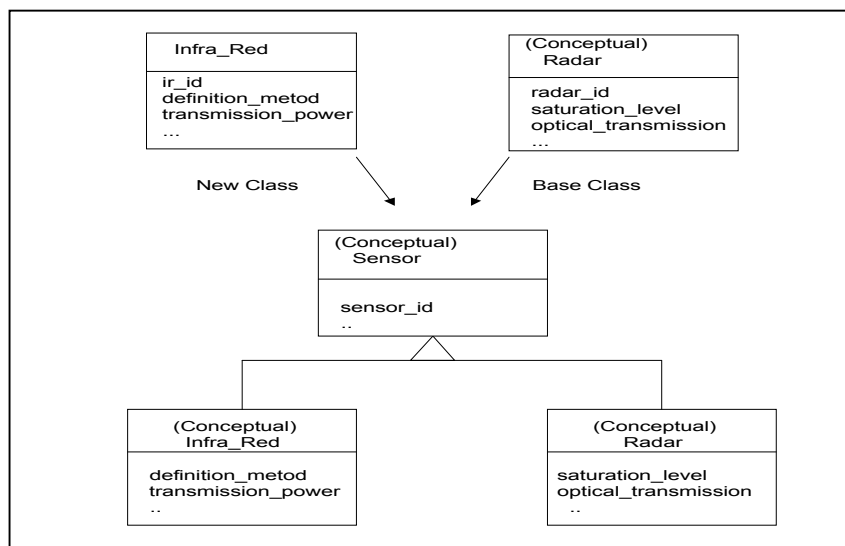 Infra_Red
ir_id
definition_metod
transmission_power
...
(Conceptual)
Radar
radar_id
saturation_level
optical_transmission
...
New Class
Base Class
(Conceptual)
Sensor
sensor_id
..
(Conceptual)
Infra_Red
definition_metod
transmission_power
..
(Conceptual)
Radar
saturation_level
optical_transmission
..